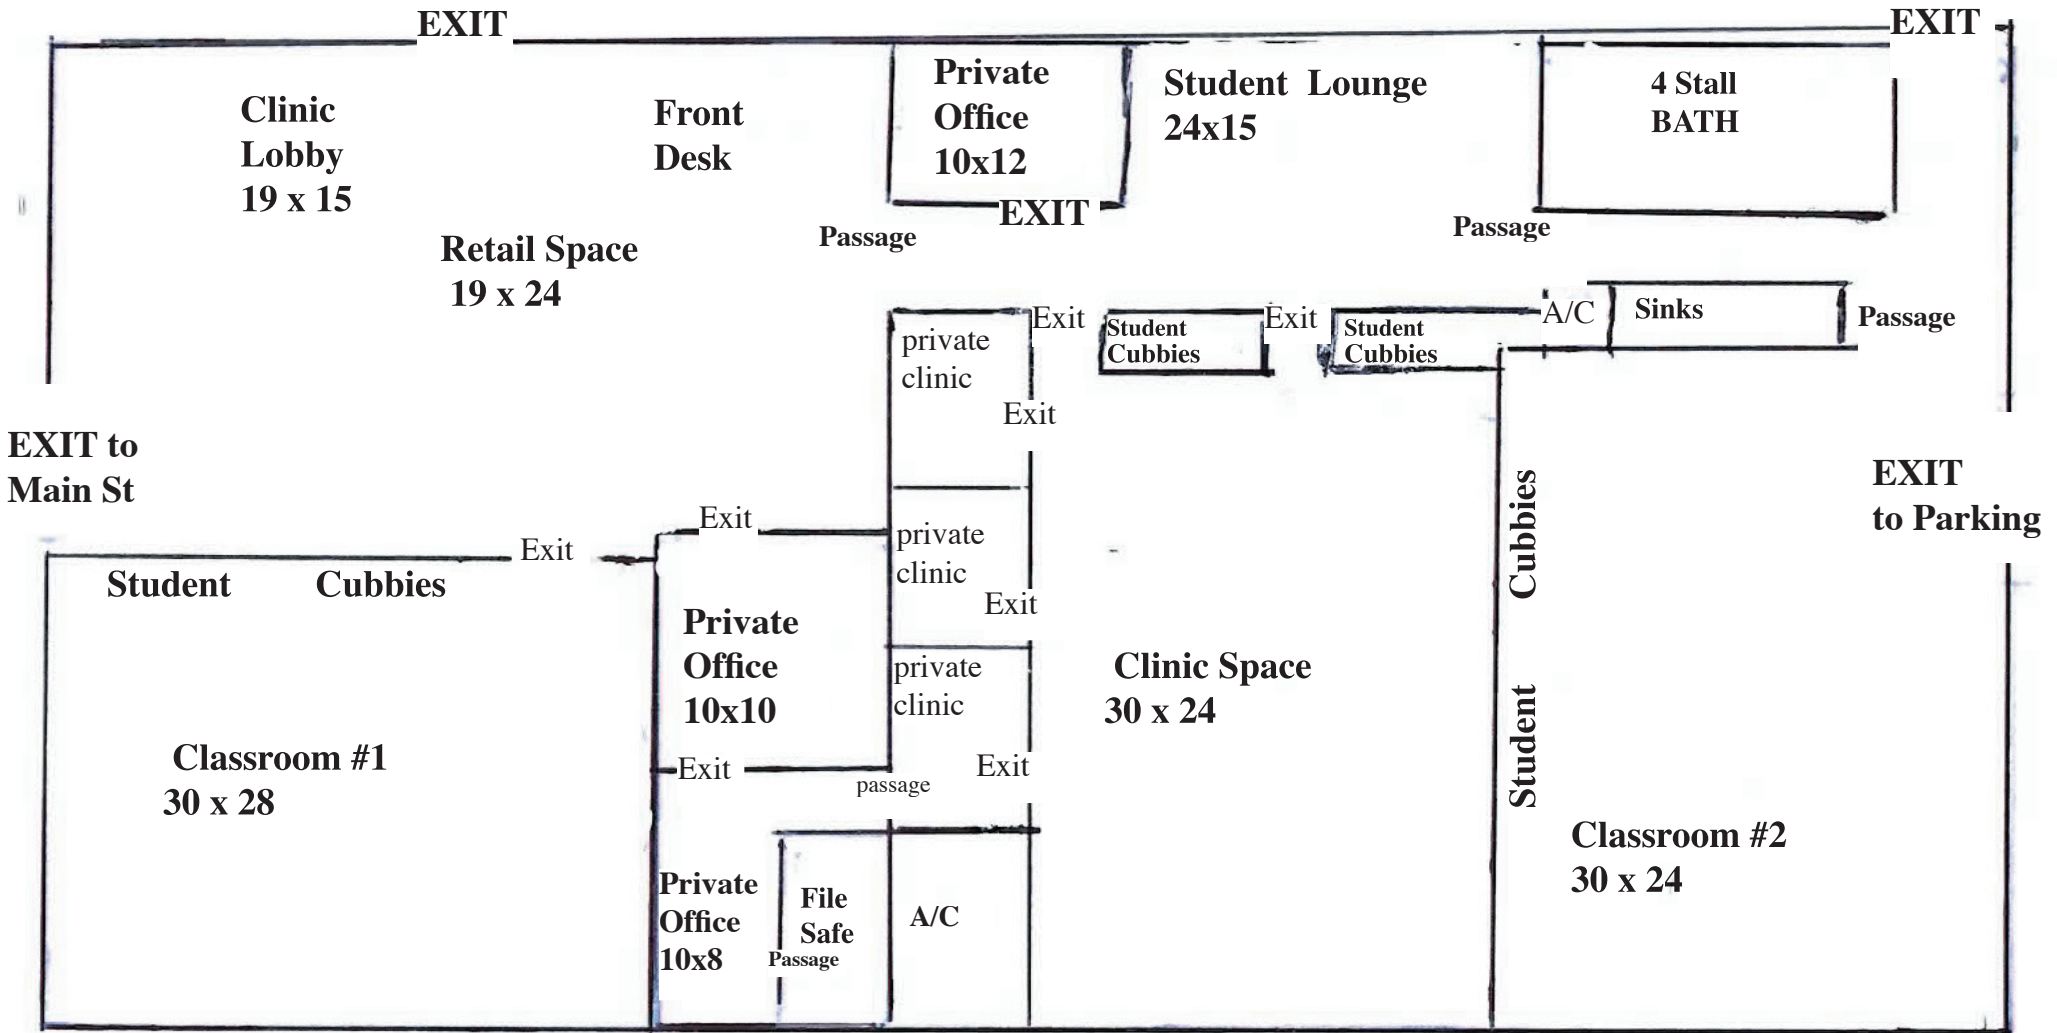 EXIT
EXIT
Clinic
Lobby
19 x 15
Front
Desk
Private
Office
10x12
EXIT
Student Lounge
24x15
4 Stall
BATH
Retail Space
19 x 24
Passage
Passage
Passage
A/C
Sinks
Exit
Student
Cubbies
Exit
Student
Cubbies
private
clinic
Exit
EXIT to
Main St
EXIT
to Parking
Exit
Exit
Student Cubbies
private
clinic
Exit
Private
Office
10x10
private
clinic
Exit
Clinic Space
30 x 24
Student Cubbies
Classroom #1
30 x 28
Exit
passage
Classroom #2
30 x 24
Private
Office
10x8
File
Safe
Passage
A/C